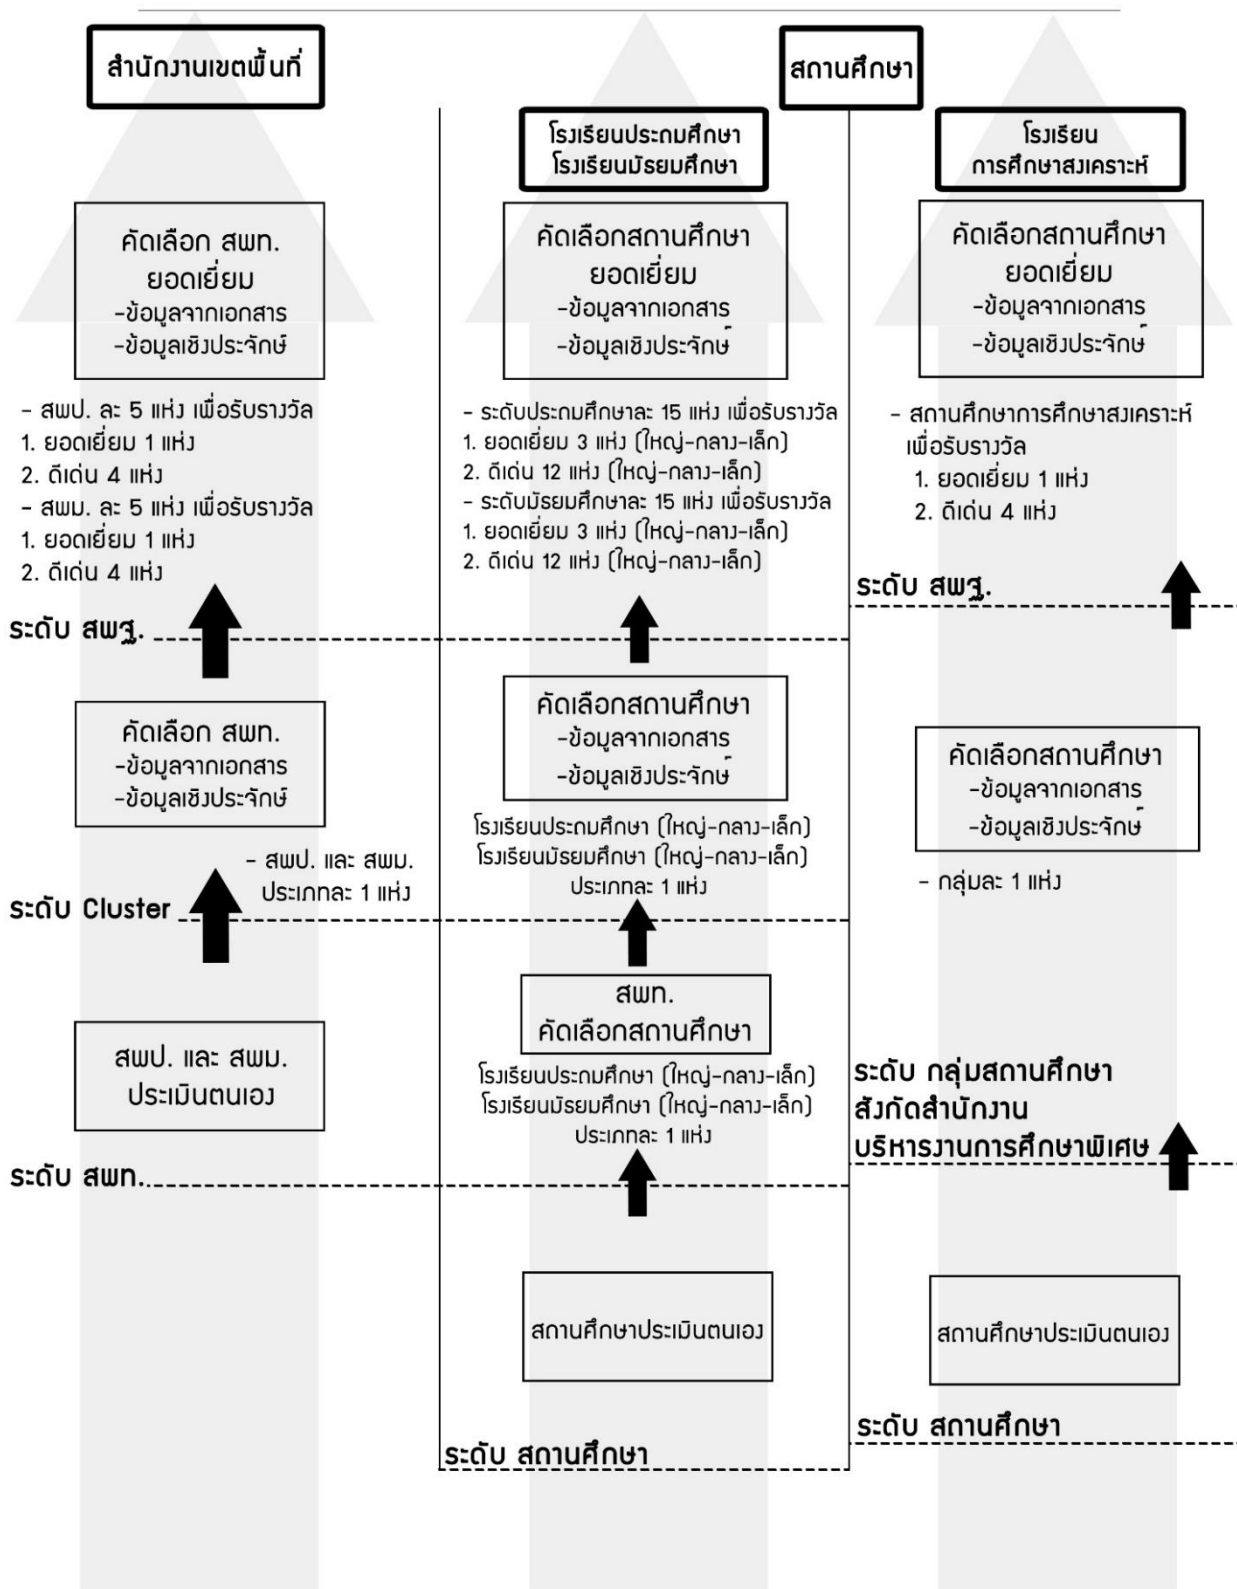 สำนักงานเขตพื้นที่
สถานศึกษา
โรงเรียนประถมศึกษา
โรงเรียนมัธยมศึกษา
โรงเรียน
การศึกษาสงเคราะห์
คัดเลือก สพท.
ยอดเยี่ยม
-ข้อมูลจากเอกสาร
-ข้อมูลเชิงประจักษ์
- สพป. ละ 5 แห่ง เพื่อรับรางวัล
1. ยอดเยี่ยม 1 แห่ง
2. ดีเด่น 4 แห่ง
- สพม. ละ 5 แห่ง เพื่อรับรางวัล
1. ยอดเยี่ยม 1 แห่ง
2. ดีเด่น 4 แห่ง
ระดับ สพฐ.
คัดเลือก สพท.
-ข้อมูลจากเอกสาร
-ข้อมูลเชิงประจักษ์
- สพป. และ สพม.
ประเภทละ 1 แห่ง
ระดับ Cluster
สพป. และ สพม.
ประเมินตนเอง
ระดับ สพท.
คัดเลือกสถานศึกษา
ยอดเยี่ยม
-ข้อมูลจากเอกสาร
-ข้อมูลเชิงประจักษ์
- ระดับประถมศึกษาละ 15 แห่ง เพื่อรับรางวัล
1. ยอดเยี่ยม 3 แห่ง (ใหญ่-กลาง-เล็ก)
2. ดีเด่น 12 แห่ง (ใหญ่-กลาง-เล็ก)
- ระดับมัธยมศึกษาละ 15 แห่ง เพื่อรับรางวัล
1. ยอดเยี่ยม 3 แห่ง (ใหญ่-กลาง-เล็ก)
2. ดีเด่น 12 แห่ง (ใหญ่-กลาง-เล็ก)
คัดเลือกสถานศึกษา
-ข้อมูลจากเอกสาร
-ข้อมูลเชิงประจักษ์
โรงเรียนประถมศึกษา (ใหญ่-กลาง-เล็ก)
โรงเรียนมัธยมศึกษา (ใหญ่-กลาง-เล็ก)
ประเภทละ 1 แห่ง
สพท.
คัดเลือกสถานศึกษา
โรงเรียนประถมศึกษา (ใหญ่-กลาง-เล็ก)
โรงเรียนมัธยมศึกษา (ใหญ่-กลาง-เล็ก)
ประเภทละ 1 แห่ง
สถานศึกษาประเมินตนเอง
ระดับ สถานศึกษา
คัดเลือกสถานศึกษา
ยอดเยี่ยม
-ข้อมูลจากเอกสาร
-ข้อมูลเชิงประจักษ์
- สถานศึกษาการศึกษาสงเคราะห์
เพื่อรับรางวัล
1. ยอดเยี่ยม 1 แห่ง
2. ดีเด่น 4 แห่ง
ระดับ สพฐ.
คัดเลือกสถานศึกษา
-ข้อมูลจากเอกสาร
-ข้อมูลเชิงประจักษ์
- กลุ่มละ 1 แห่ง
ระดับ กลุ่มสถานศึกษา
สังกัดสำนักงาน
บริหารงานการศึกษาพิเศษ
สถานศึกษาประเมินตนเอง
ระดับ สถานศึกษา